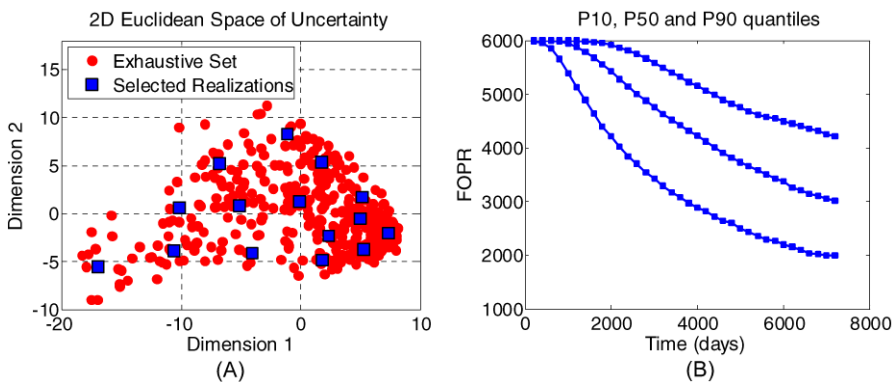 2D Euclidean Space of Uncertainty
Exhaustive Set
Selected Realizations
Dimension 2
15
10
5
0
-5
-10
-20
-10
0
10
Dimension 1
(A)
P10, P50 and P90 quantiles
FOPR
6000
5000
4000
3000
2000
1000
0
2000
4000
6000
8000
Time (days)
(B)